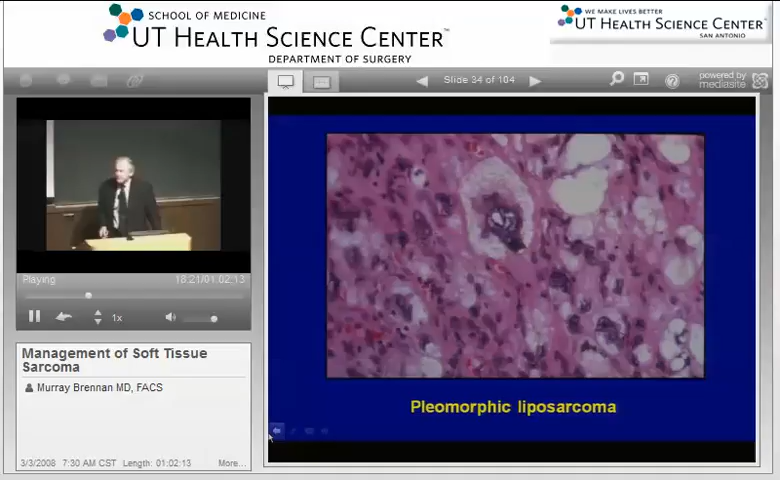 SCHOOL OF MEDICINE
UT HEALTH SCIENCE CENTER™
DEPARTMENT OF SURGERY
WE MAKE LIVES BETTER
UT HEALTH SCIENCE CENTER™
SAN ANTONIO
Slide 34 of 104
powered by
mediasite
Playing
18:21/01:02:13
1x
Management of Soft Tissue
Sarcoma
Murray Brennan MD, FACS
3/3/2008 7:30 AM CST Length: 01:02:13 More...
Pleomorphic liposarcoma